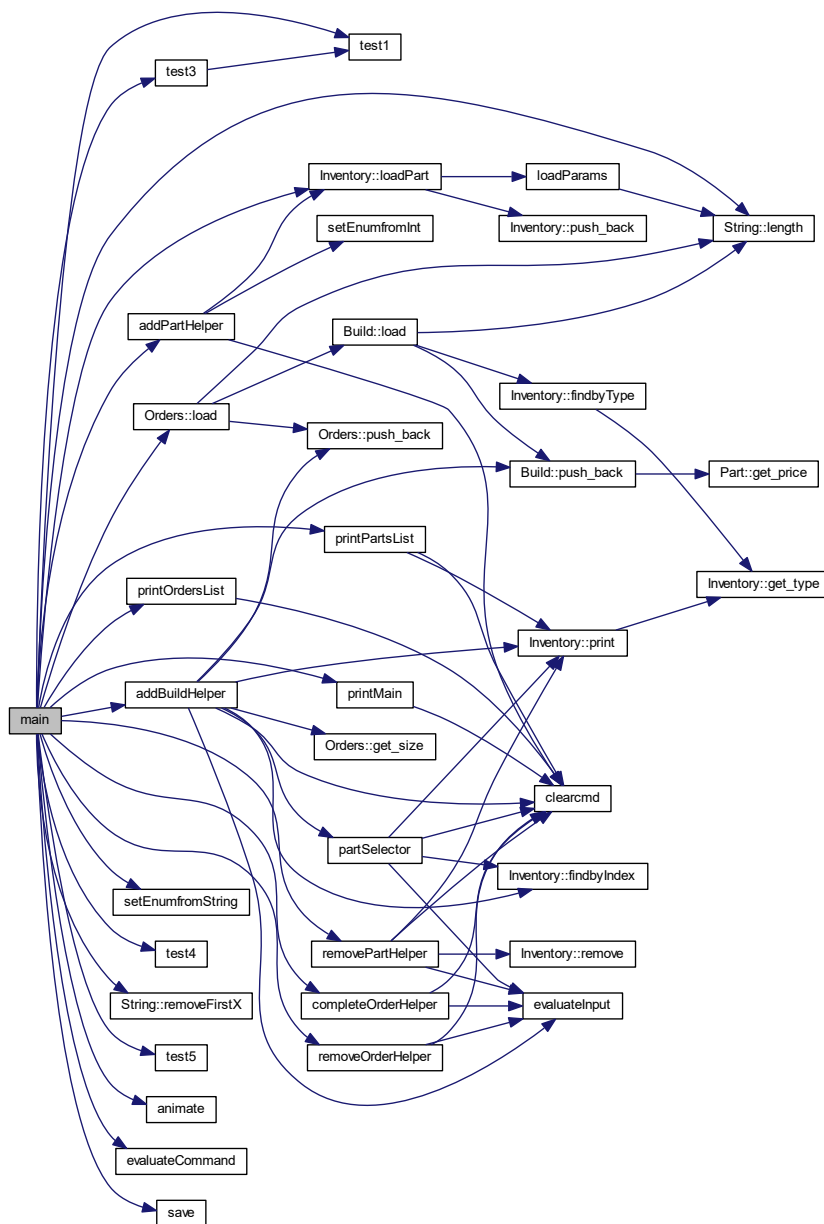 test1
test3
Inventory::loadPart
loadParams
setEnumfromInt
Inventory::push_back
String::length
addPartHelper
Build::load
Inventory::findbyType
Orders::load
Orders::push_back
Build::push_back
Part::get_price
printPartsList
printOrdersList
Inventory::get_type
Inventory::print
addBuildHelper
printMain
main
Orders::get_size
clearcmd
partSelector
Inventory::findbyIndex
setEnumfromString
test4
removePartHelper
Inventory::remove
String::removeFirstX
completeOrderHelper
evaluateInput
test5
removeOrderHelper
animate
evaluateCommand
save